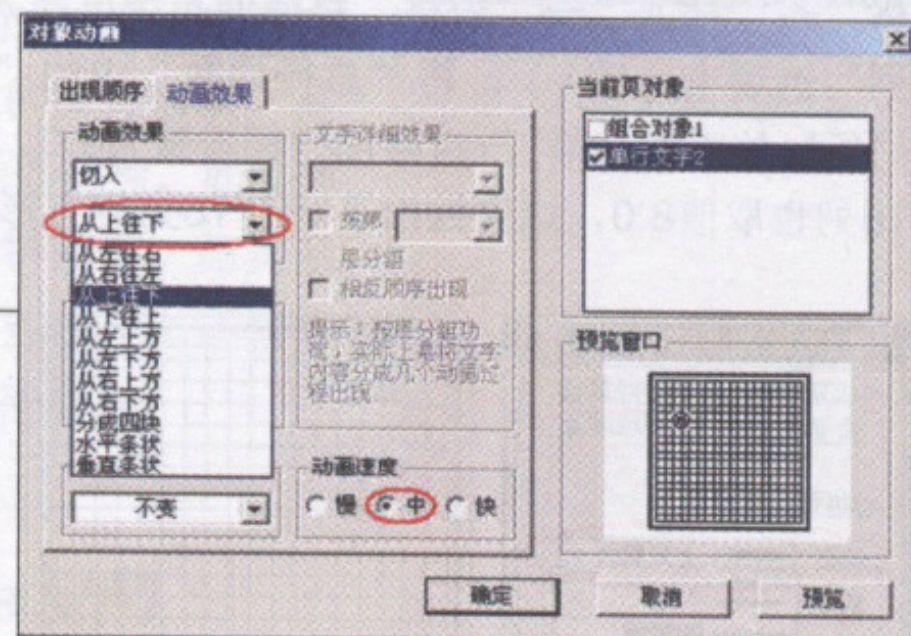 对象动画
出现顺序 动画效果
动画效果
切入
从上往下
从左往右
从右往左
从上往下
从下往上
从左上方
从左下方
从右上方
从右下方
分成四块
水平条状
垂直条状
不变
文字详细效果
按第
层分组
相反顺序出现
提示：按层分组功
能，实际上是将文字
内容分成几个动画过
程出现
动画速度
慢 中 快
当前页对象
组合对象1
单行文字2
预览窗口
确定 取消 预览